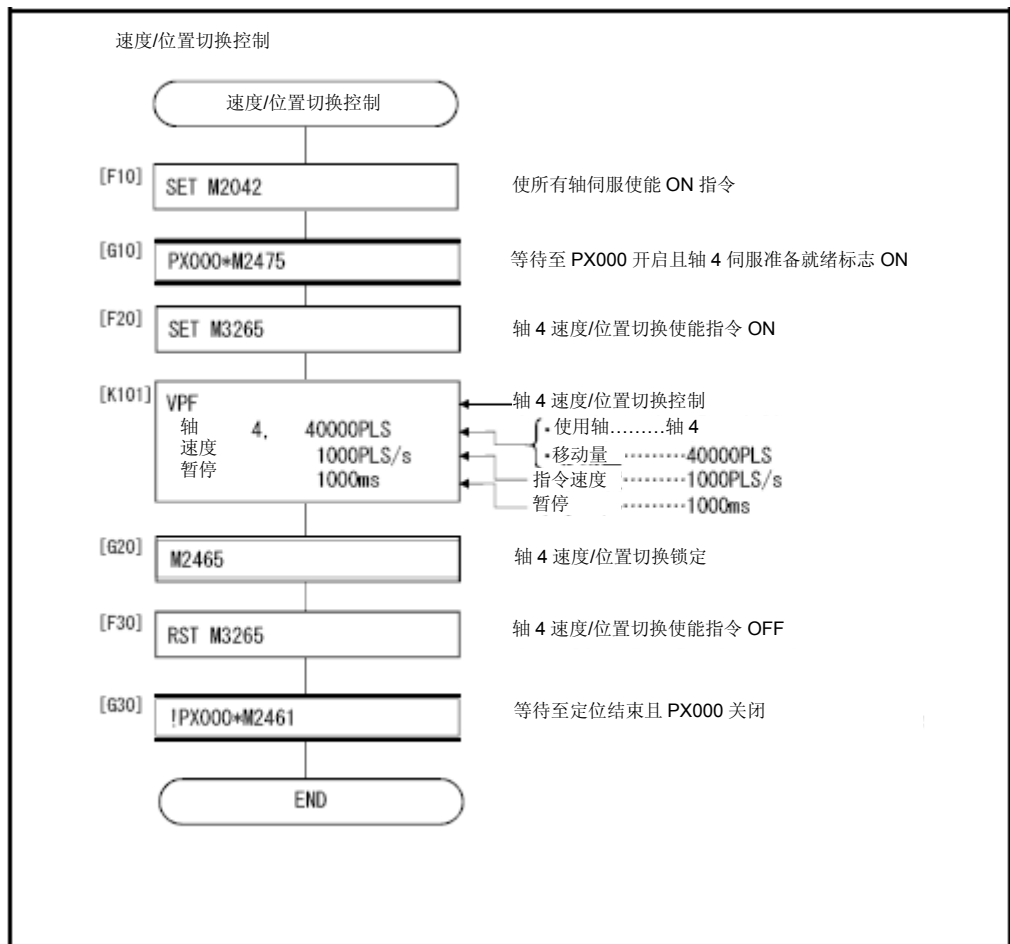 速度/位置切换控制
速度/位置切换控制
[F10] SET M2042 使所有轴伺服使能 ON 指令
[G10] PX000*M2475 等待至 PX000 开启且轴 4 伺服准备就绪标志 ON
[F20] SET M3265 轴 4 速度/位置切换使能指令 ON
[K101] VPF 轴 4 速度/位置切换控制
轴 4, 40000PLS ・使用轴………轴 4
速度 1000PLS/s ・移动量 ………40000PLS
暂停 1000ms 指令速度 ………1000PLS/s
暂停 ………1000ms
[G20] M2465 轴 4 速度/位置切换锁定
[F30] RST M3265 轴 4 速度/位置切换使能指令 OFF
[G30] !PX000*M2461 等待至定位结束且 PX000 关闭
END